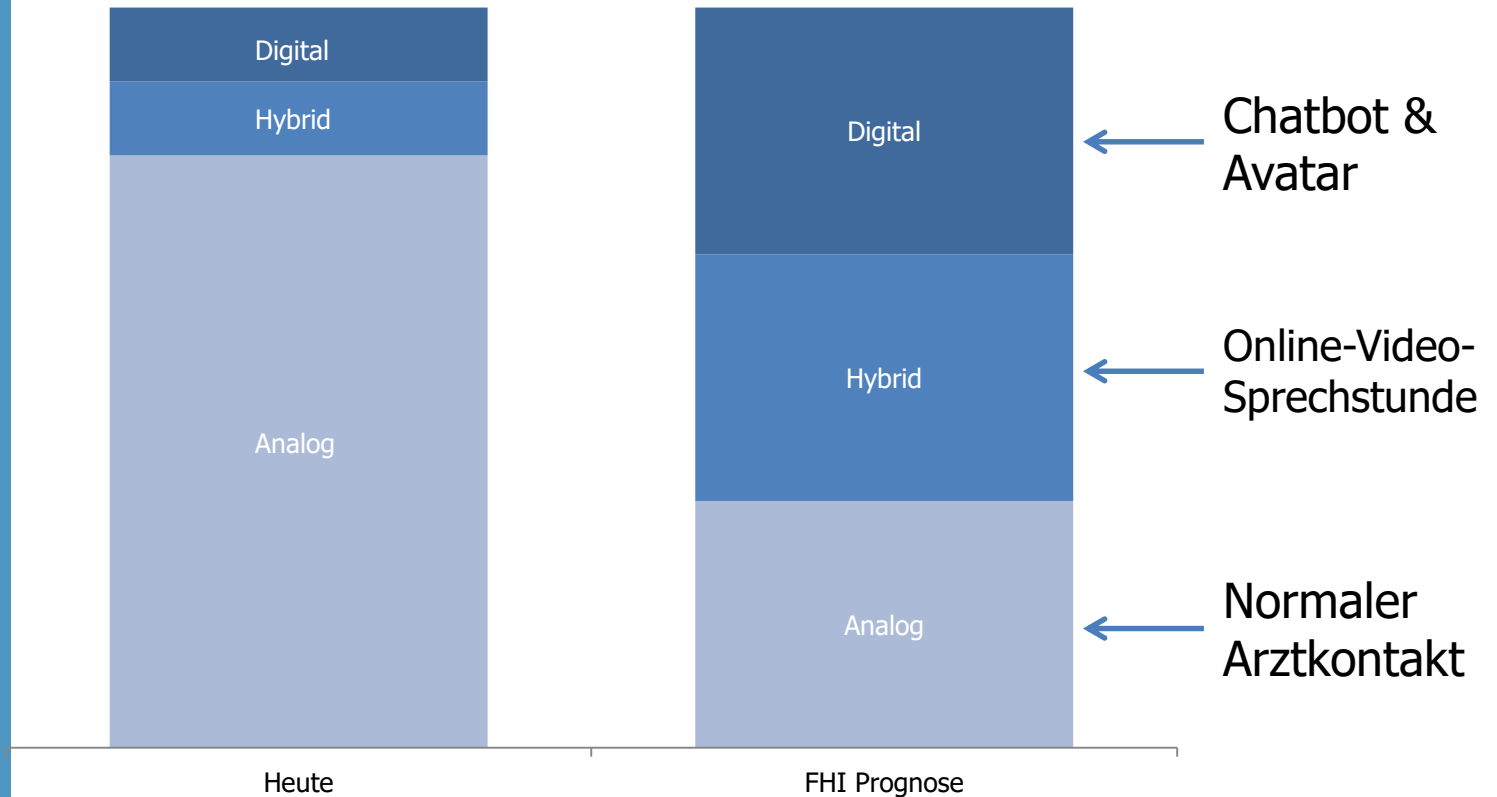 Digital
Hybrid
Analog
Digital
Hybrid
Analog
Chatbot &
Avatar
Online-Video-
Sprechstunde
Normaler
Arztkontakt
Heute
FHI Prognose